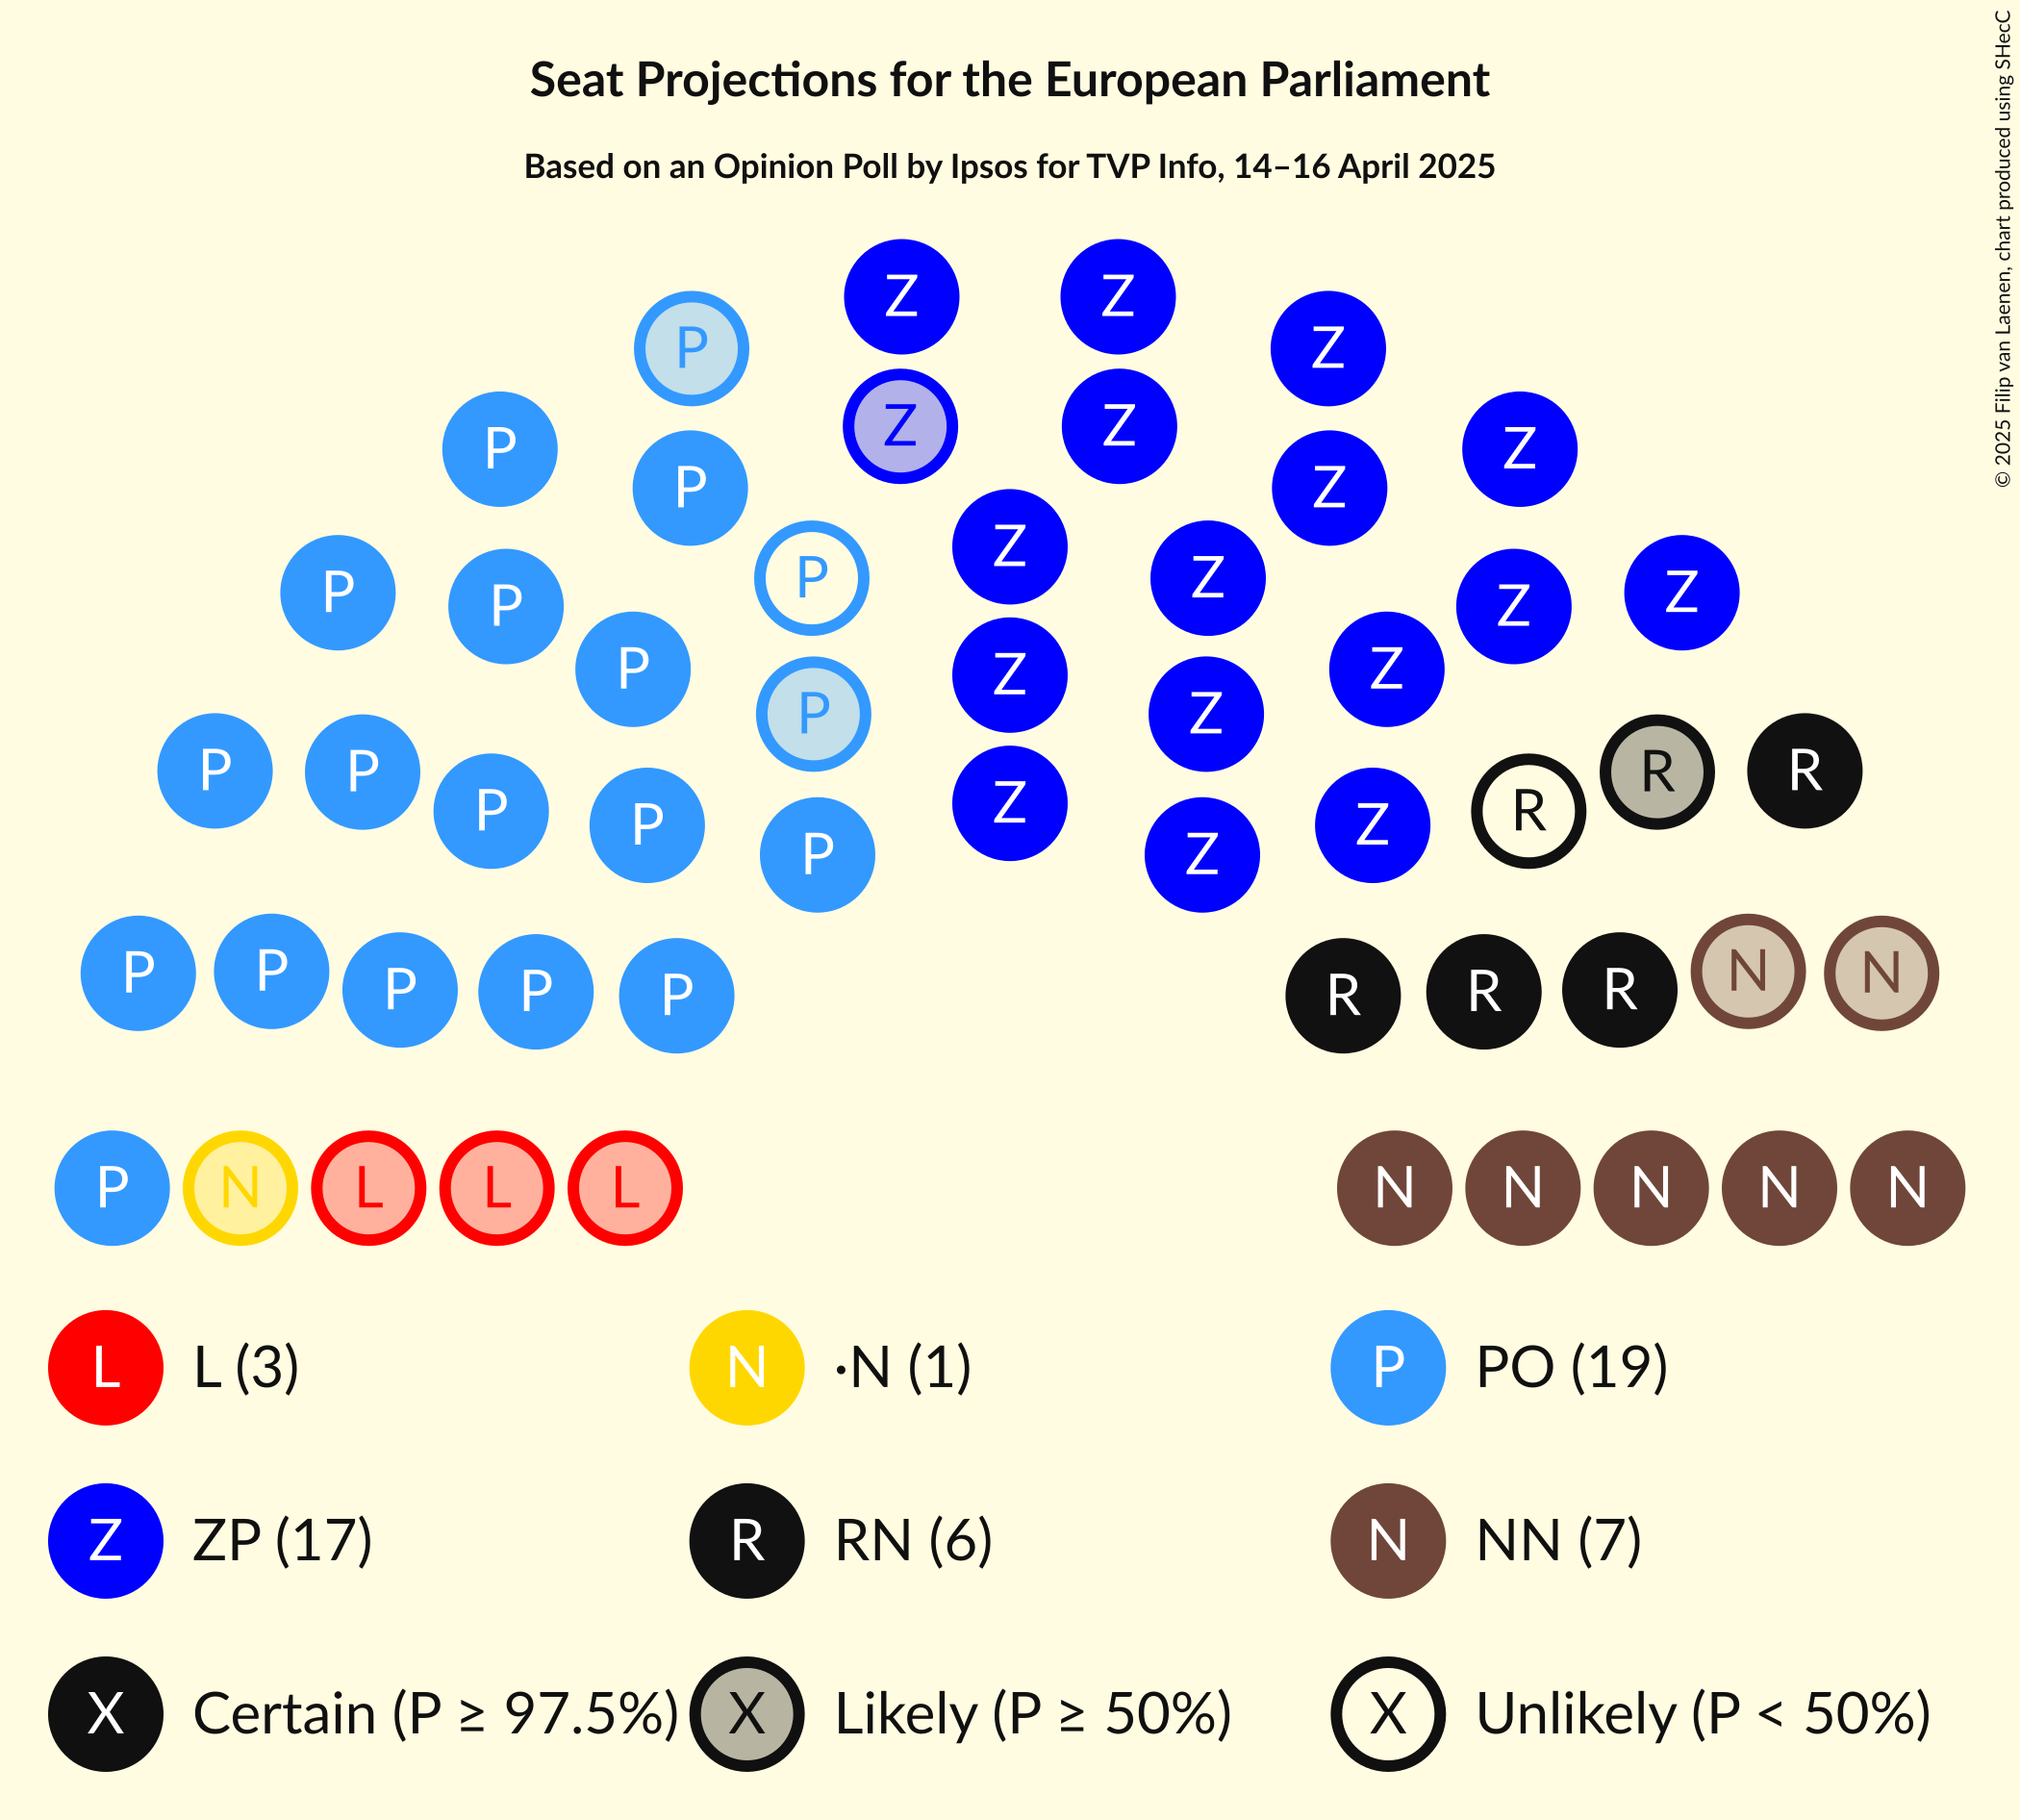 Seat Projections for the European Parliament
Based on an Opinion Poll by Ipsos for TVP Info, 14–16 April 2025
© 2025 Filip van Laenen, chart produced using SHecC
Z Z
P Z
Z Z
P Z
P P Z
Z
P Z Z
P P Z Z
P Z Z
P Z
P P R R
P P Z Z R
P Z
P P P P P R R R N N
P N L L L N N N N N
L L (3) N ·N (1) P PO (19)
Z ZP (17) R RN (6) N NN (7)
X Certain (P ≥ 97.5%) X Likely (P ≥ 50%) X Unlikely (P < 50%)